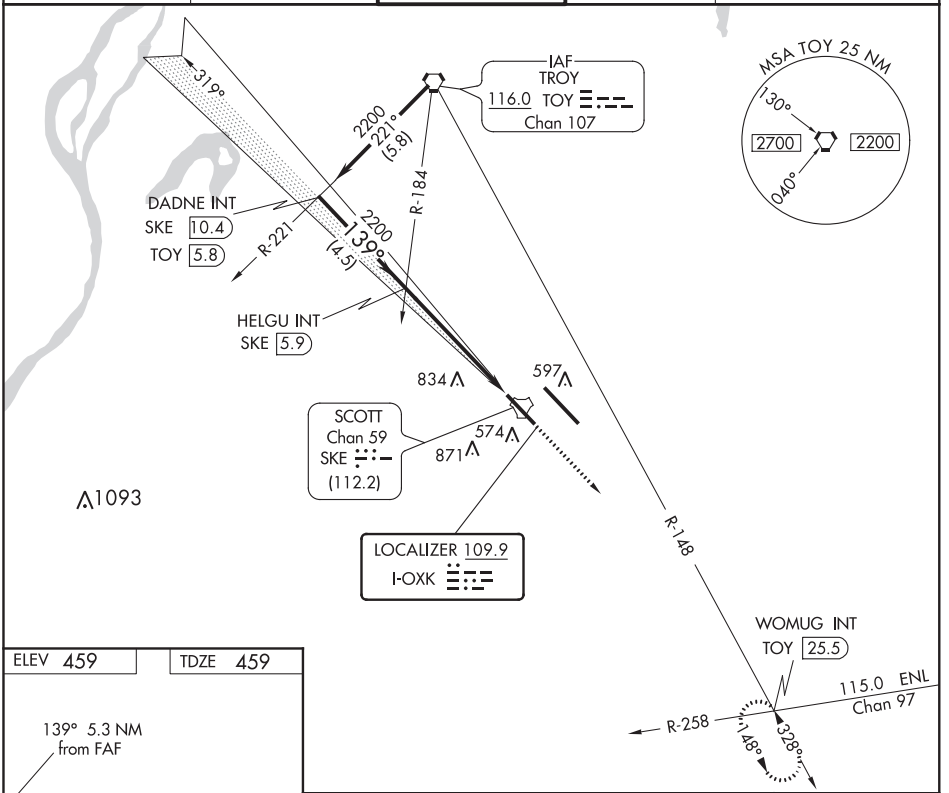 IAF
TROY
116.0 TOY
Chan 107
MSA TOY 25 NM
130°
2700
2200
040°
319°
2200
221°
(5.8)
R-184
DADNE INT
SKE 10.4
TOY 5.8
R-221
2200
139°
(4.5)
HELGU INT
SKE 5.9
834
597
SCOTT
Chan 59
SKE
(112.2)
574
871
1093
LOCALIZER 109.9
I-OXK
R-148
WOMUG INT
TOY 25.5
115.0 ENL
Chan 97
R-258
148°
328°
ELEV 459
TDZE 459
139° 5.3 NM
from FAF